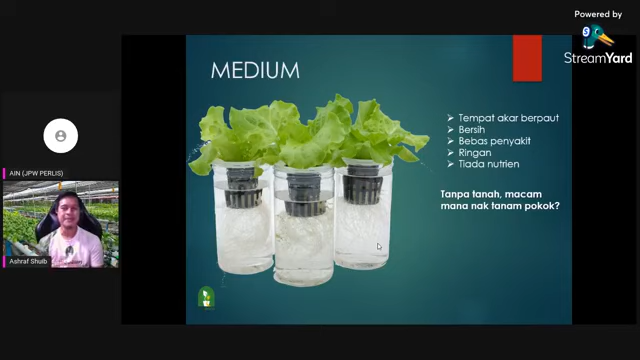 Powered by
StreamYard
MEDIUM
Tempat akar berpaut
Bersih
Bebas penyakit
Ringan
Tiada nutrien
Tanpa tanah, macam
mana nak tanam pokok?
AIN (JPW PERLIS)
Ashraf Shuib